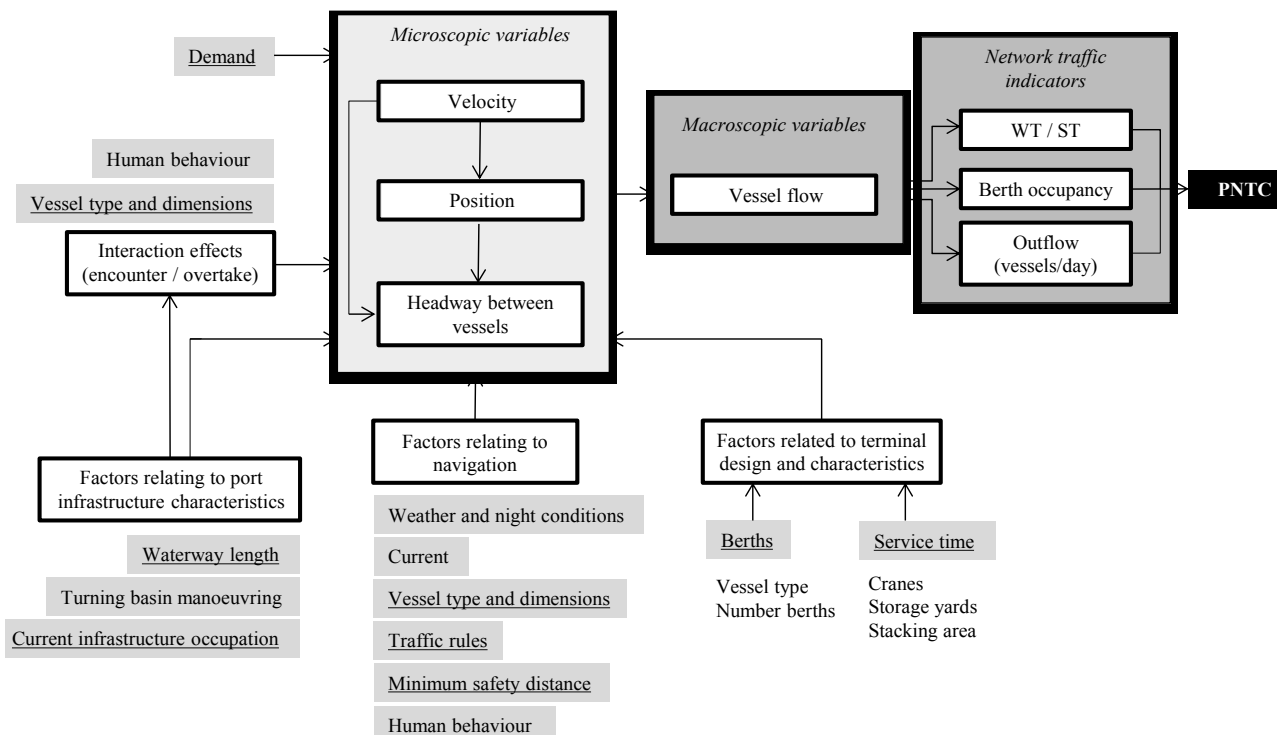 Demand
Microscopic variables
Velocity
Position
Headway between
vessels
Macroscopic variables
Vessel flow
Network traffic
indicators
WT / ST
Berth occupancy
Outflow
(vessels/day)
PNTC
Human behaviour
Vessel type and dimensions
Interaction effects
(encounter / overtake)
Factors relating to port
infrastructure characteristics
Waterway length
Turning basin manoeuvring
Current infrastructure occupation
Factors relating to
navigation
Weather and night conditions
Current
Vessel type and dimensions
Traffic rules
Minimum safety distance
Human behaviour
Factors related to terminal
design and characteristics
Berths
Vessel type
Number berths
Service time
Cranes
Storage yards
Stacking area